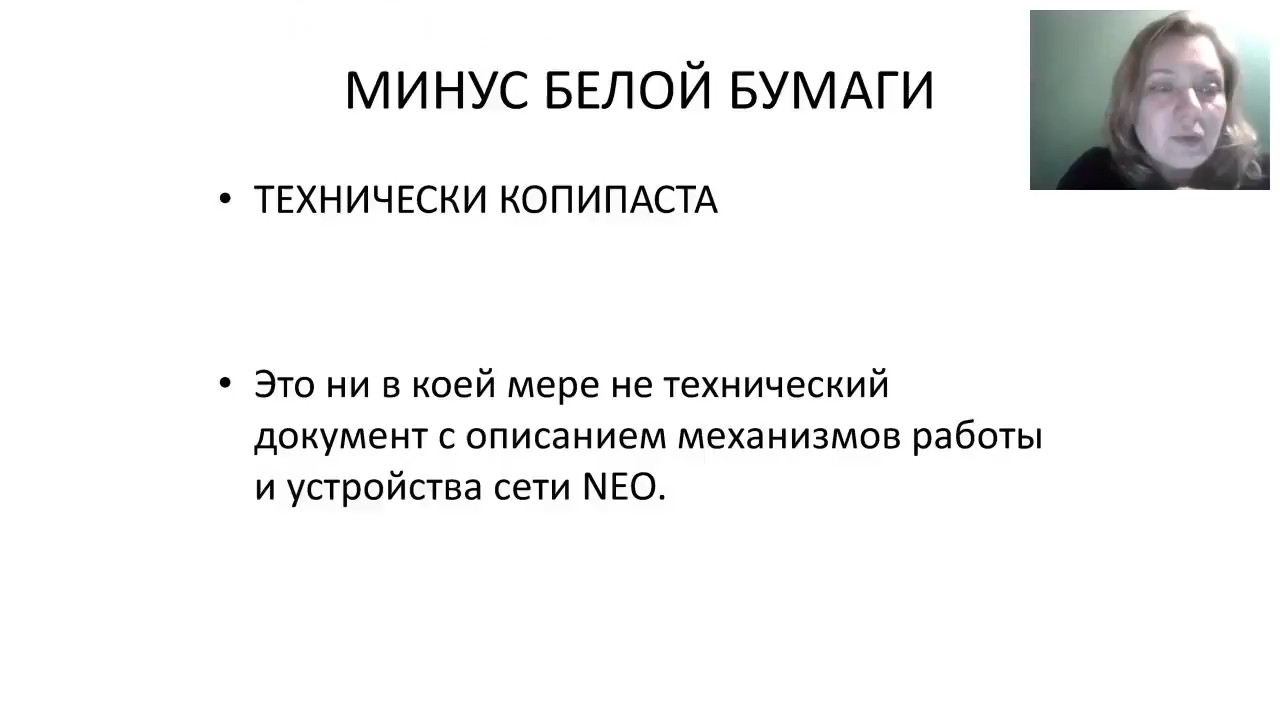 МИНУС БЕЛОЙ БУМАГИ
• ТЕХНИЧЕСКИ КОПИПАСТА
• Это ни в коей мере не технический
документ с описанием механизмов работы
и устройства сети NEO.